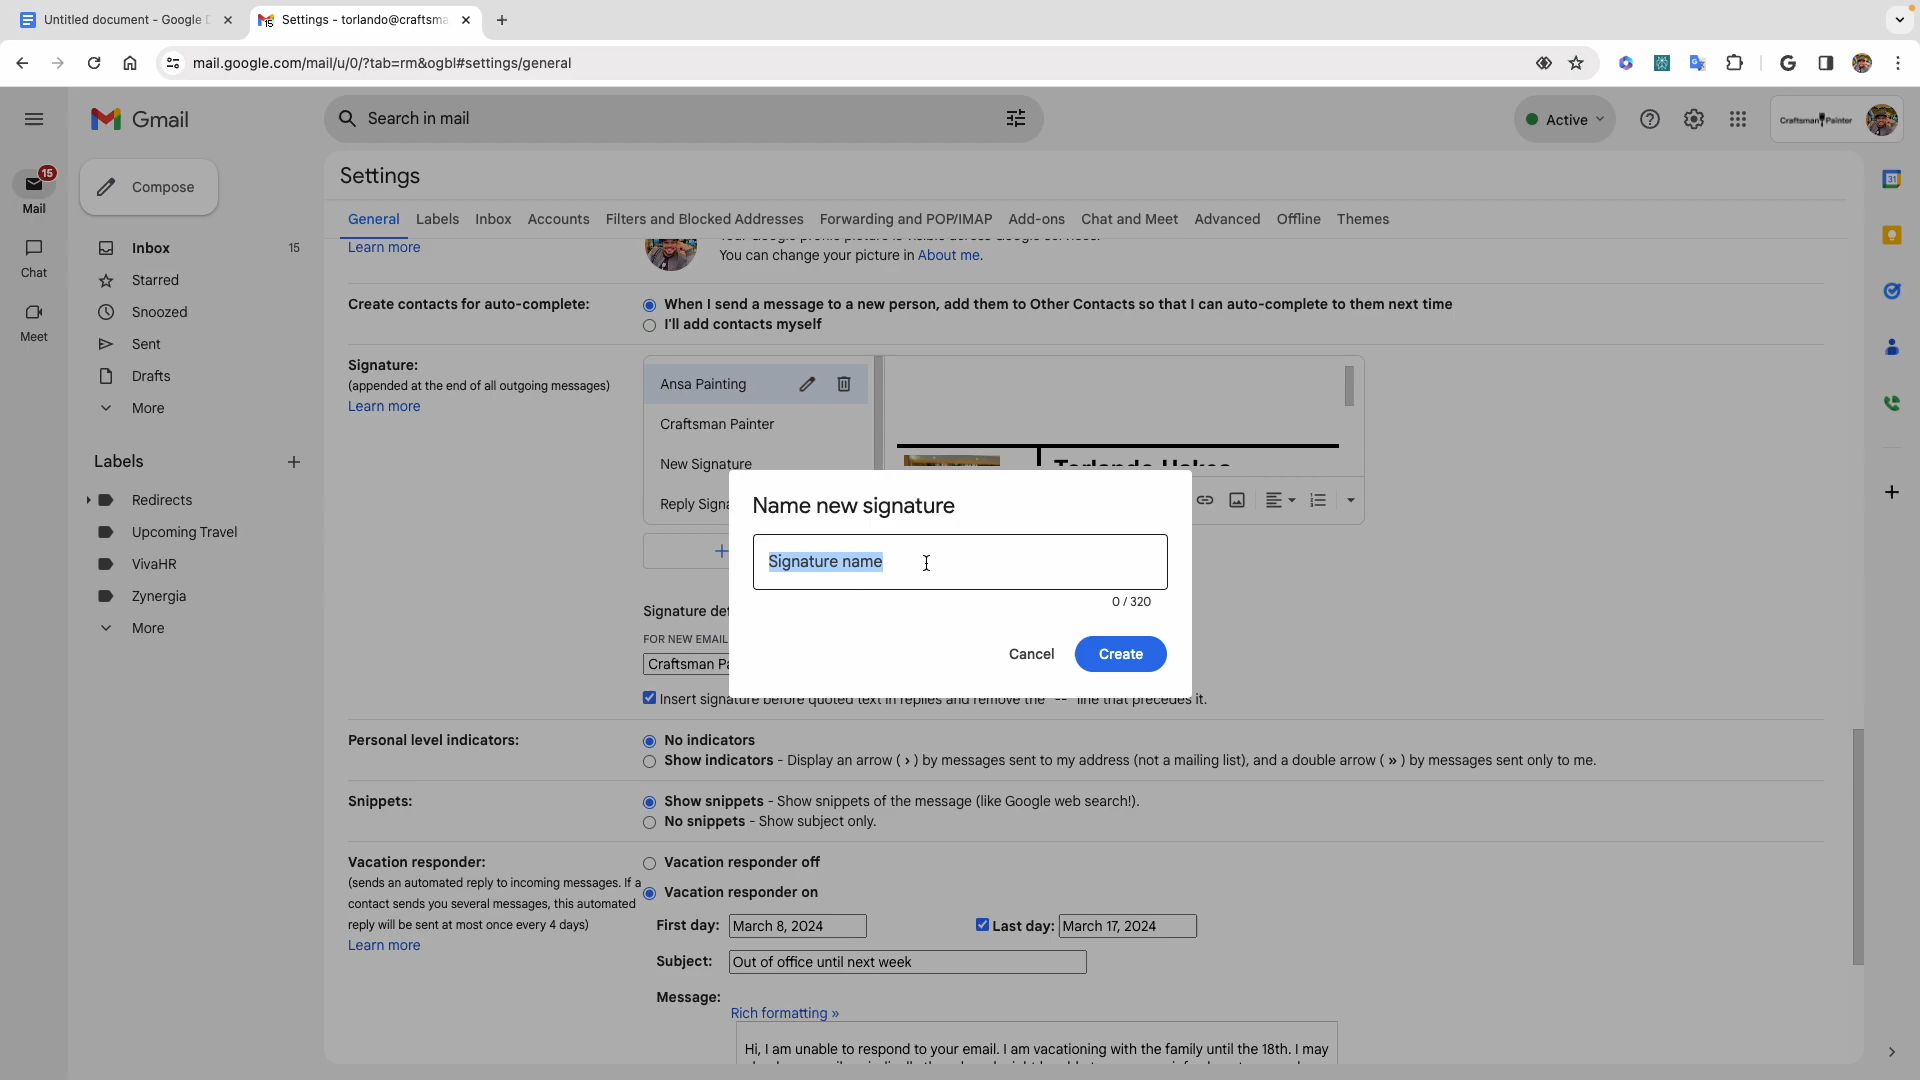 Untitled document - Google D
Settings - torlando@craftsma
mail.google.com/mail/u/0/?tab=rm&ogbl#settings/general
Gmail
Search in mail
Active
Craftsman Painter
15
Mail
Chat
Meet
Compose
Inbox 15
Starred
Snoozed
Sent
Drafts
More
Labels
Redirects
Upcoming Travel
VivaHR
Zynergia
More
Settings
General Labels Inbox Accounts Filters and Blocked Addresses Forwarding and POP/IMAP Add-ons Chat and Meet Advanced Offline Themes
Learn more
You can change your picture in About me.
Create contacts for auto-complete:
When I send a message to a new person, add them to Other Contacts so that I can auto-complete to them next time
I'll add contacts myself
Signature:
(appended at the end of all outgoing messages)
Learn more
Ansa Painting
Craftsman Painter
New Signature
Reply Signa
Name new signature
Signature name
0 / 320
Cancel Create
Signature def
FOR NEW EMAIL
Craftsman Pa
Insert signature before quoted text in replies and remove the "--" line that precedes it.
Personal level indicators:
No indicators
Show indicators - Display an arrow ( › ) by messages sent to my address (not a mailing list), and a double arrow ( » ) by messages sent only to me.
Snippets:
Show snippets - Show snippets of the message (like Google web search!).
No snippets - Show subject only.
Vacation responder:
(sends an automated reply to incoming messages. If a
contact sends you several messages, this automated
reply will be sent at most once every 4 days)
Learn more
Vacation responder off
Vacation responder on
First day: March 8, 2024 Last day: March 17, 2024
Subject: Out of office until next week
Message:
Rich formatting »
Hi, I am unable to respond to your email. I am vacationing with the family until the 18th. I may